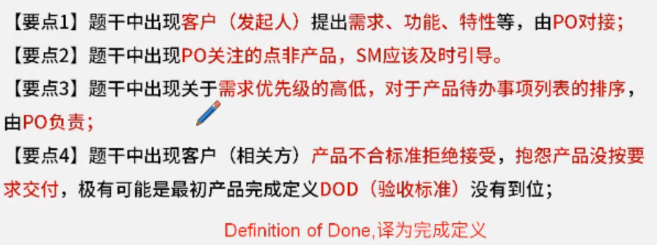 【要点1】题干中出现客户（发起人）提出需求、功能、特性等，由PO对接；
【要点2】题干中出现PO关注的点非产品，SM应该及时引导。
【要点3】题干中出现关于需求优先级的高低，对于产品待办事项列表的排序，
由PO负责；
【要点4】题干中出现客户（相关方）产品不合标准拒绝接受，抱怨产品没按要
求交付，极有可能是最初产品完成定义DOD（验收标准）没有到位；
Definition of Done,译为完成定义